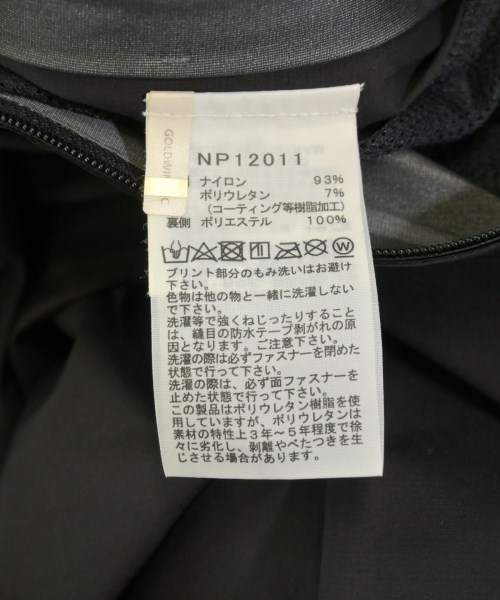 GOLDWIN
NP12011
ナイロン 93%
ポリウレタン 7%
(コーティング等樹脂加工)
裏側 ポリエステル 100%
W
プリント部分のもみ洗いはお避け
下さい。
色物は他の物と一緒に洗濯しない
で下さい。
洗濯等で強くねじったりすること
は、縫目の防水テープ剥がれの原
因となります。ご注意下さい。
洗濯の際は必ずファスナーを閉めた
状態で行って下さい。
洗濯の際は、必ず面ファスナーを
止めた状態で行って下さい。
この製品はポリウレタン樹脂を使
用していますが、ポリウレタンは
素材の特性上3年～5年程度で徐
々に劣化し、剥離やべたつきを生
じさせる場合があります。